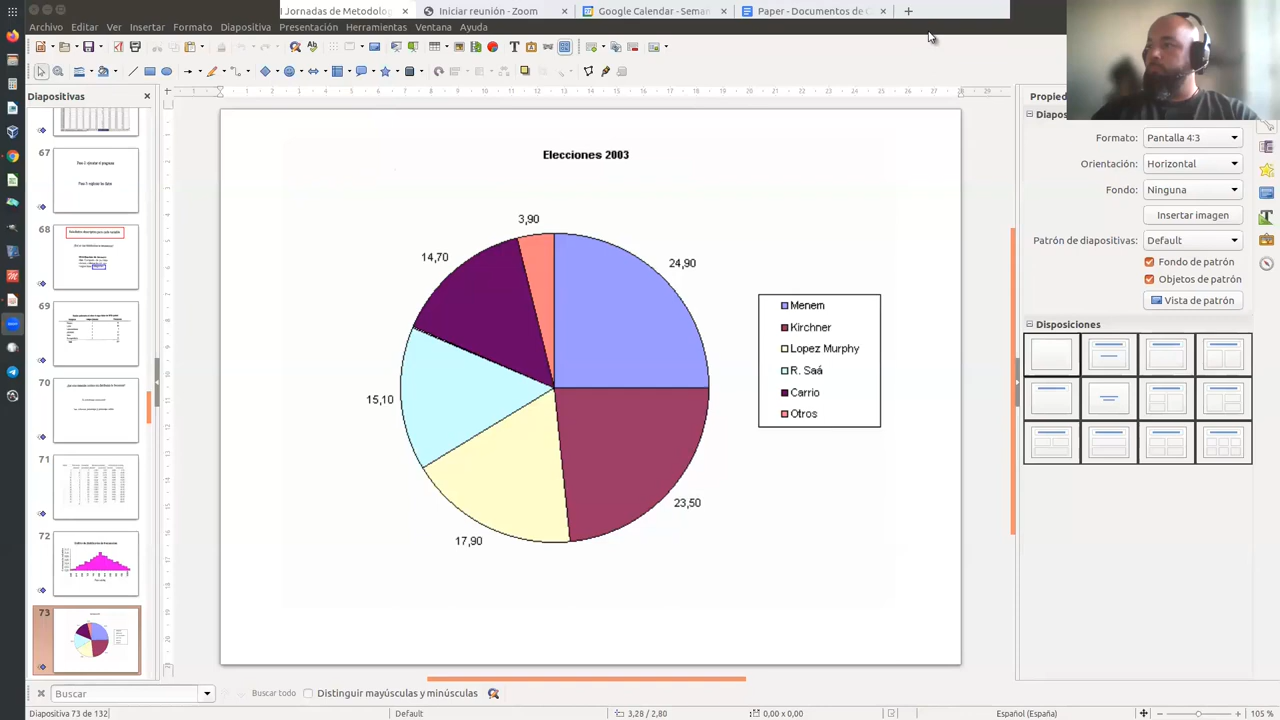 I Jornadas de Metodolog
Iniciar reunión - Zoom
Google Calendar - Seman
Paper - Documentos de
Archivo Editar Ver Insertar Formato Diapositiva Presentación Herramientas Ventana Ayuda
Diapositivas
67
68
69
70
71
72
73
Elecciones 2003
3,90
14,70
24,90
15,10
23,50
17,90
Menem
Kirchner
Lopez Murphy
R. Saá
Carrio
Otros
Propied
Diapos
Formato: Pantalla 4:3
Orientación: Horizontal
Fondo: Ninguna
Insertar imagen
Patrón de diapositivas: Default
Fondo de patrón
Objetos de patrón
Vista de patrón
Disposiciones
Buscar
Buscar todo
Distinguir mayúsculas y minúsculas
Diapositiva 73 de 132
Default
3,28 / 2,80
0,00 x 0,00
Español (España)
105 %